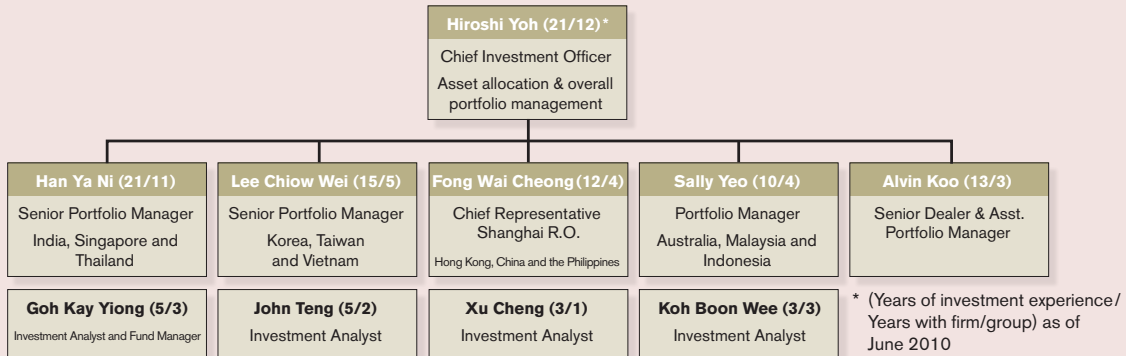 Hiroshi Yoh (21/12)*
Chief Investment Officer
Asset allocation & overall
portfolio management
Han Ya Ni (21/11)
Senior Portfolio Manager
India, Singapore and
Thailand
Lee Chiow Wei (15/5)
Senior Portfolio Manager
Korea, Taiwan
and Vietnam
Fong Wai Cheong (12/4)
Chief Representative
Shanghai R.O.
Hong Kong, China and the Philippines
Sally Yeo (10/4)
Portfolio Manager
Australia, Malaysia and
Indonesia
Alvin Koo (13/3)
Senior Dealer & Asst.
Portfolio Manager
Goh Kay Yiong (5/3)
Investment Analyst and Fund Manager
John Teng (5/2)
Investment Analyst
Xu Cheng (3/1)
Investment Analyst
Koh Boon Wee (3/3)
Investment Analyst
* (Years of investment experience/
Years with firm/group) as of
June 2010